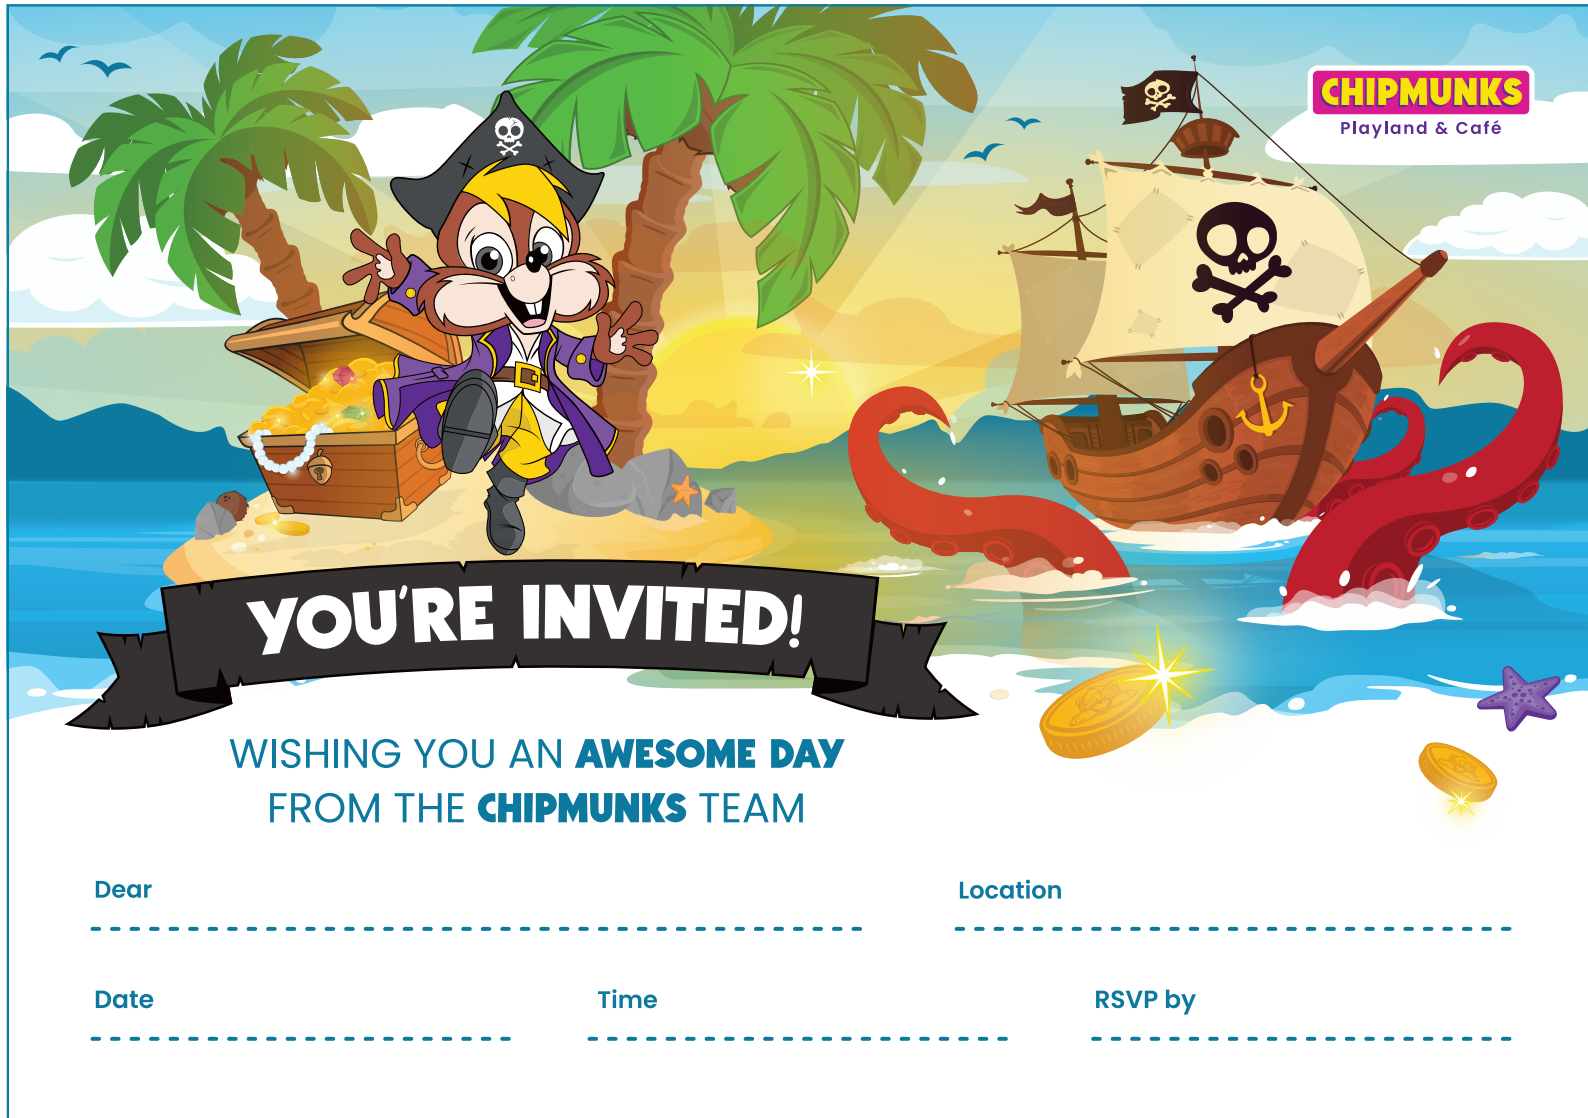 CHIPMUNKS
Playland & Café
YOU'RE INVITED!
WISHING YOU AN AWESOME DAY
FROM THE CHIPMUNKS TEAM
Dear
Location
Date
Time
RSVP by